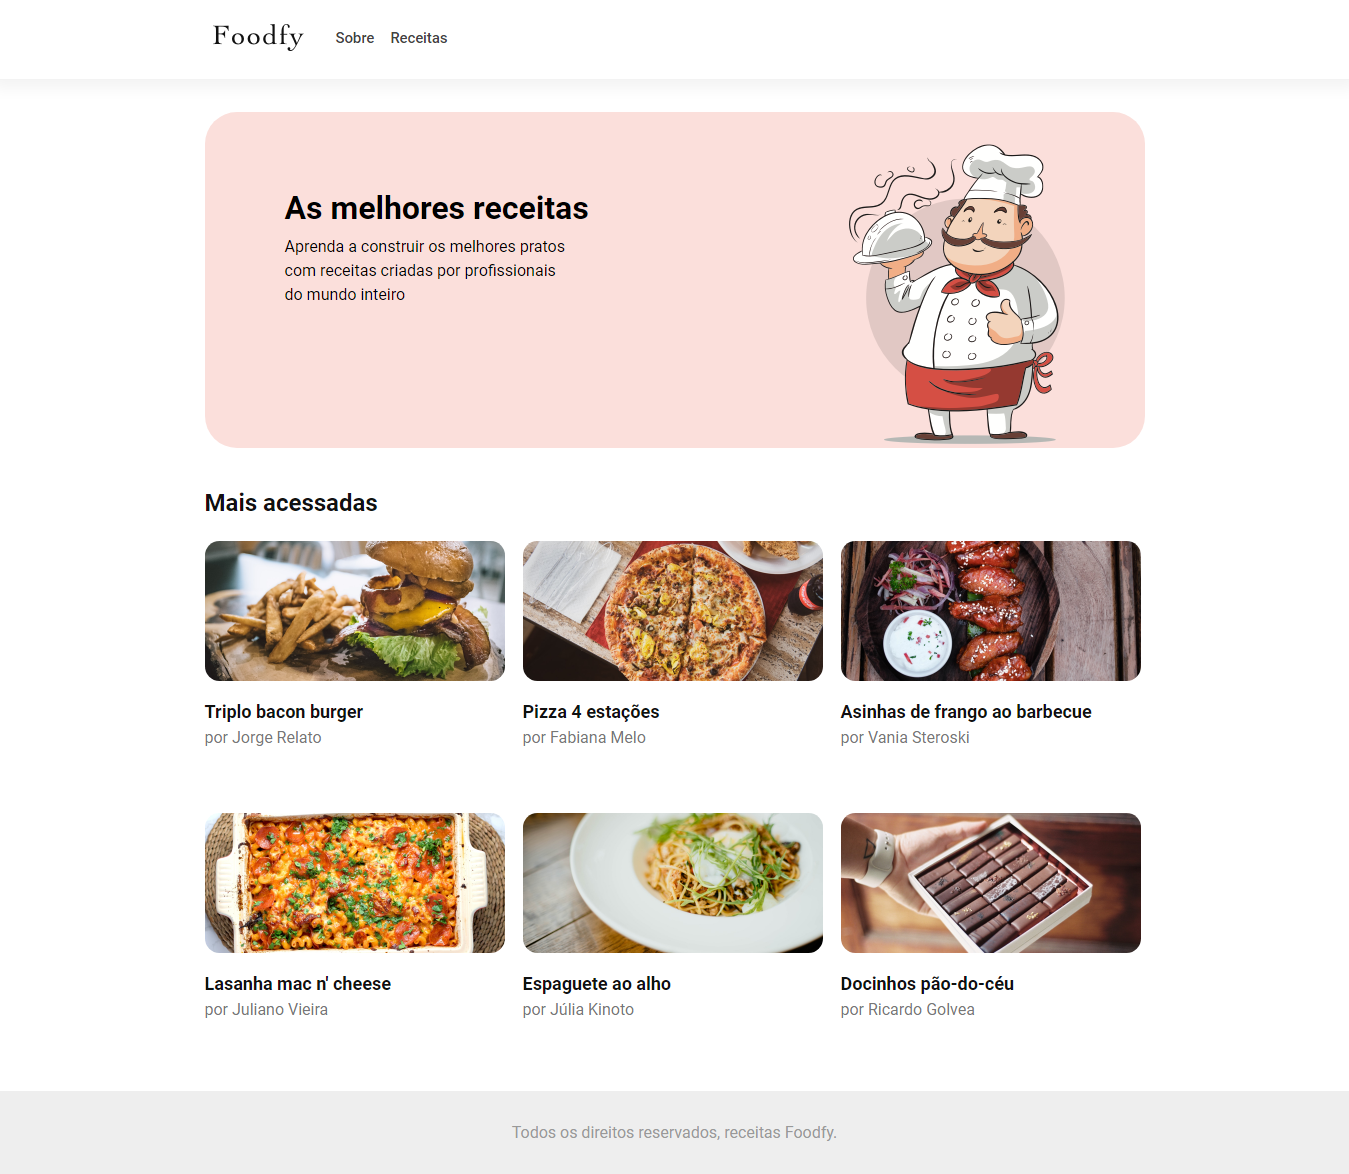 Foodfy
Sobre
Receitas
As melhores receitas
Aprenda a construir os melhores pratos
com receitas criadas por profissionais
do mundo inteiro
Mais acessadas
Triplo bacon burger
por Jorge Relato
Pizza 4 estações
por Fabiana Melo
Asinhas de frango ao barbecue
por Vania Steroski
Lasanha mac n' cheese
por Juliano Vieira
Espaguete ao alho
por Júlia Kinoto
Docinhos pão-do-céu
por Ricardo Golvea
Todos os direitos reservados, receitas Foodfy.